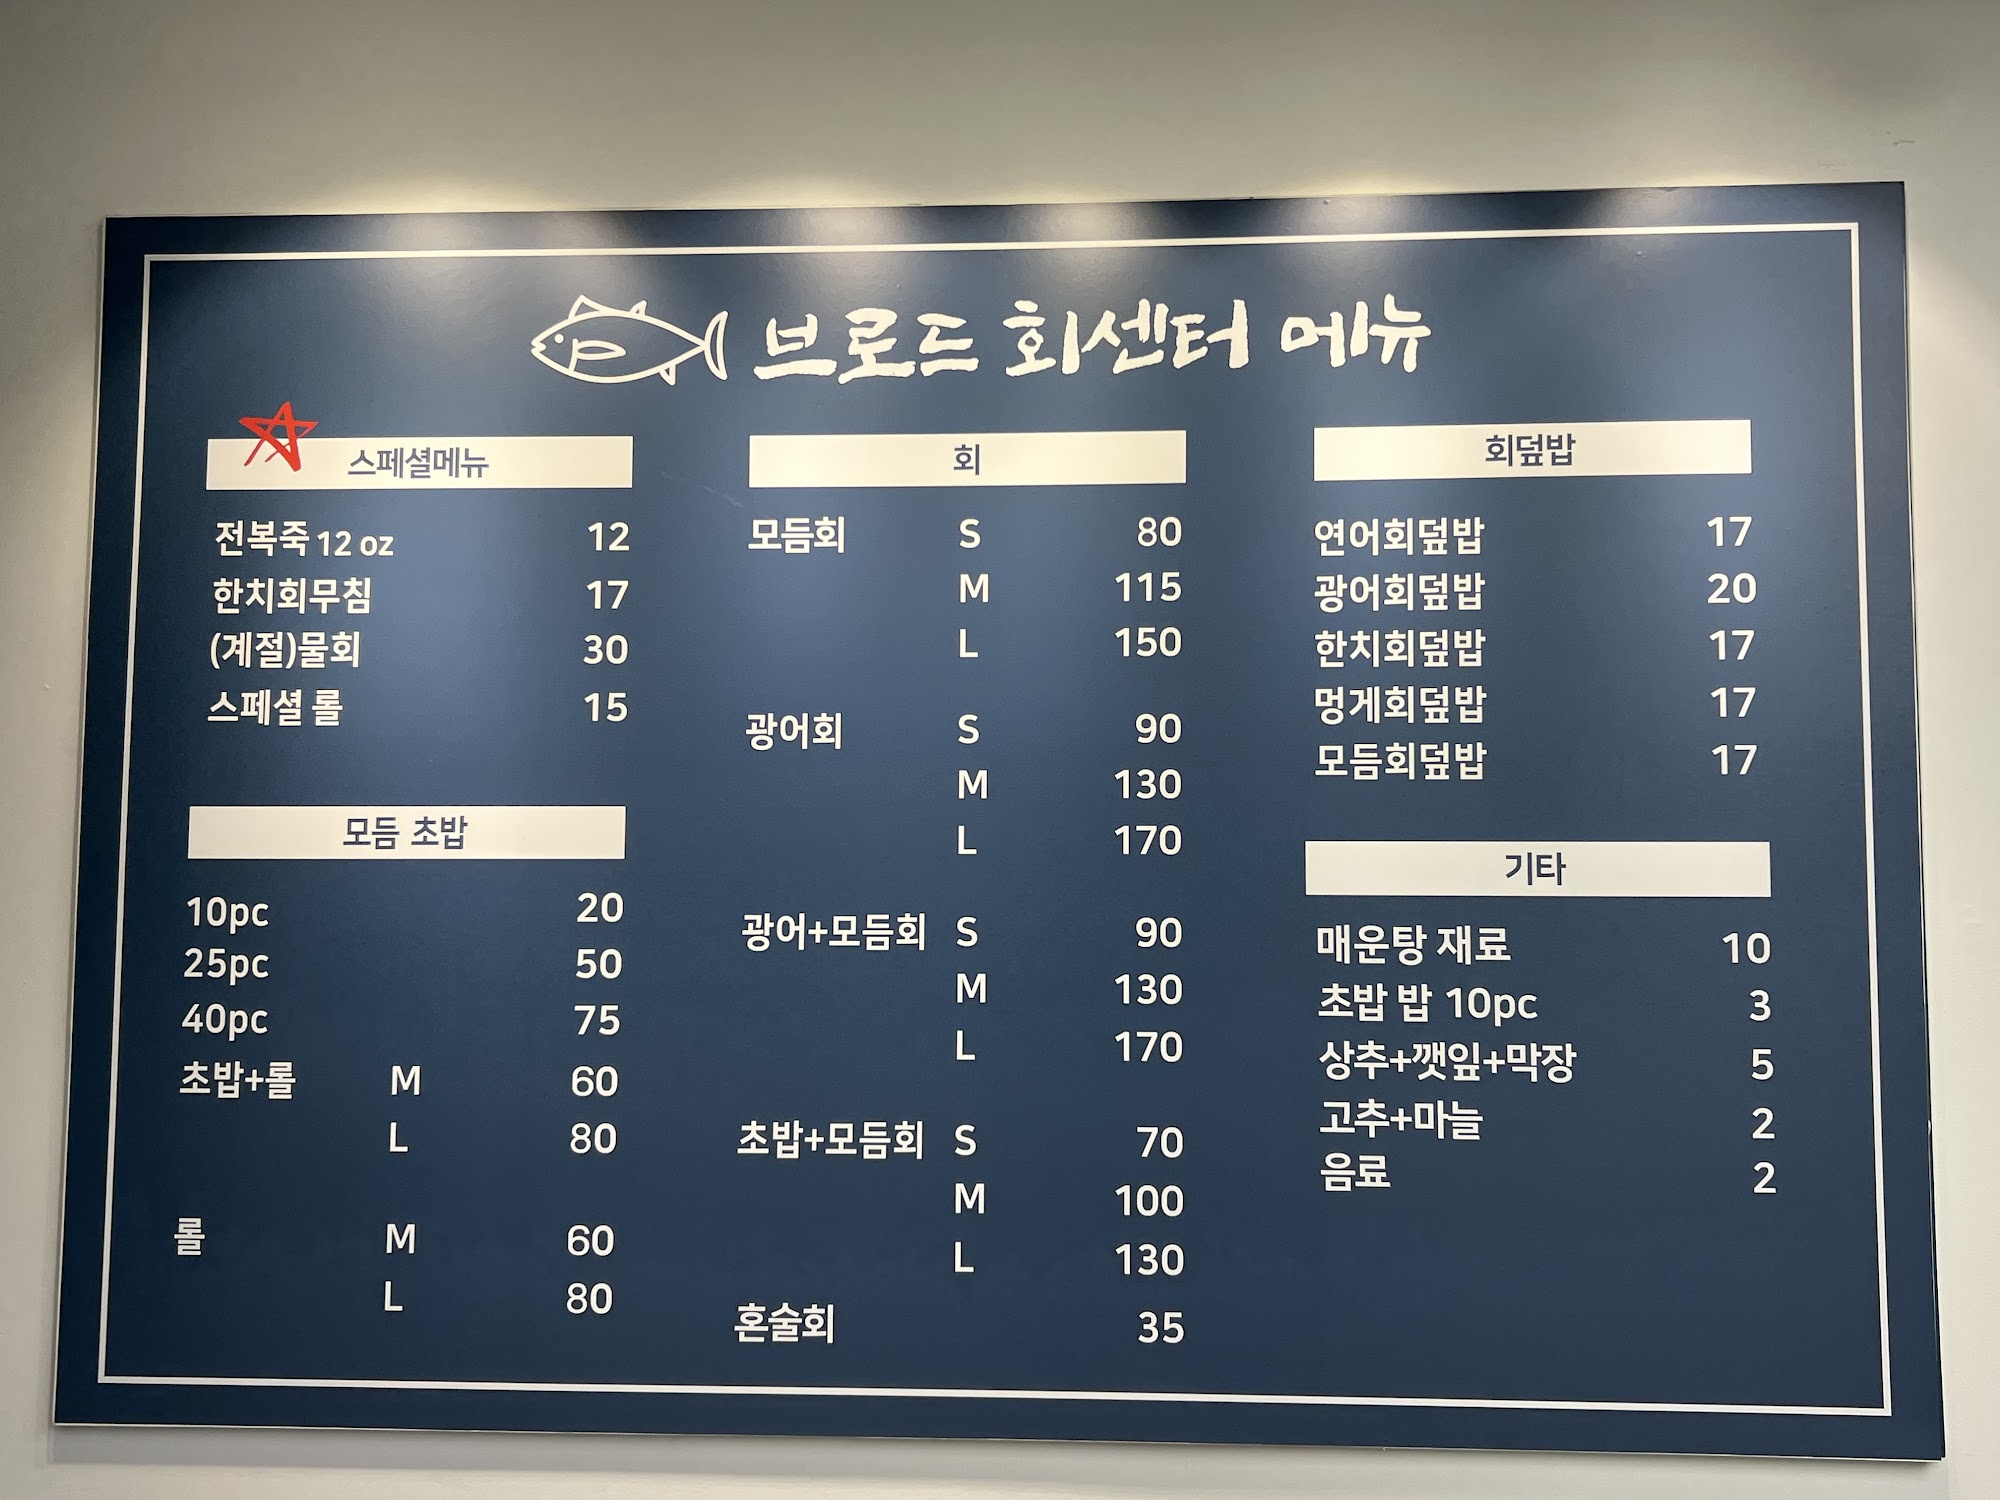 브로드 회센터 메뉴
스페셜메뉴
전복죽 12 oz 12
한치회무침 17
(계절)물회 30
스페셜 롤 15
모듬 초밥
10pc 20
25pc 50
40pc 75
초밥+롤 M 60
L 80
롤 M 60
L 80
회
모듬회 S 80
M 115
L 150
광어회 S 90
M 130
L 170
광어+모듬회 S 90
M 130
L 170
초밥+모듬회 S 70
M 100
L 130
혼술회 35
회덮밥
연어회덮밥 17
광어회덮밥 20
한치회덮밥 17
멍게회덮밥 17
모듬회덮밥 17
기타
매운탕 재료 10
초밥 밥 10pc 3
상추+깻잎+막장 5
고추+마늘 2
음료 2